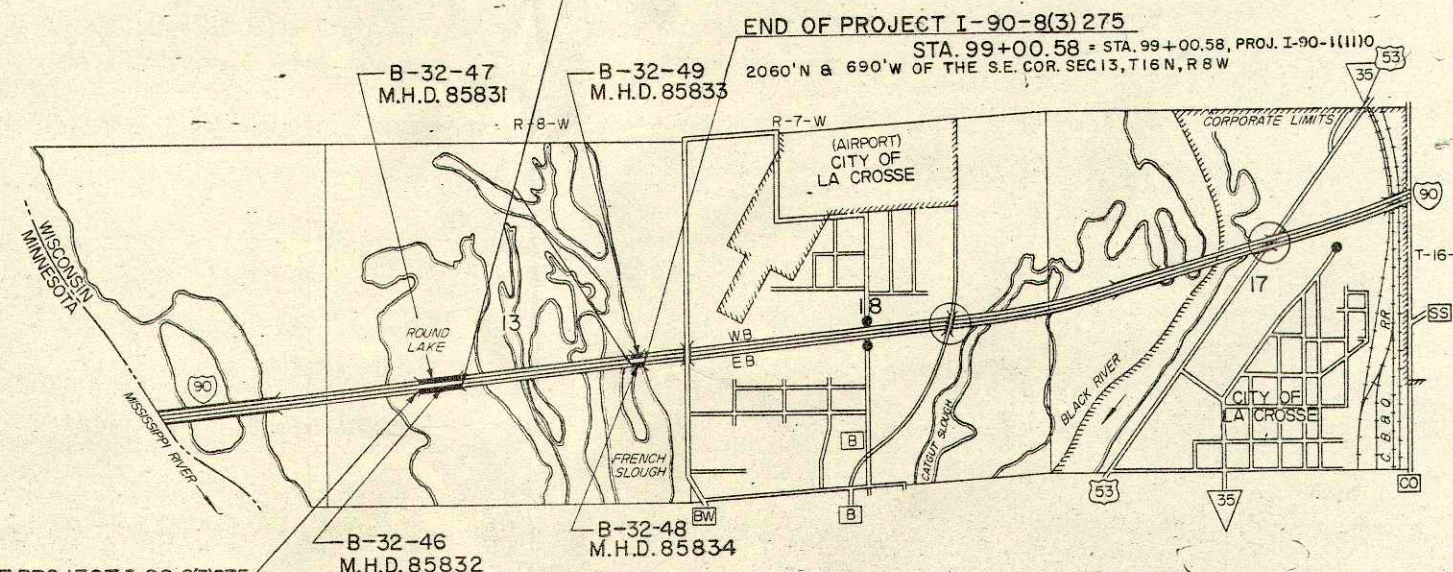 END OF PROJECT I-90-8(3) 275
STA. 99+00.58 = STA. 99+00.58, PROJ. I-90-1(11)0
2060'N & 690'W OF THE S.E. COR. SEC 13, T16N, R8W
53
35
B-32-47
M.H.D. 85831
B-32-49
M.H.D. 85833
R-8-W
R-7-W
CORPORATE LIMITS
(AIRPORT)
CITY OF
LA CROSSE
90
WISCONSIN
MINNESOTA
T-16-
ROUND
LAKE
13
18
17
SS
WB
EB
90
MISSISSIPPI RIVER
BLACK RIVER
CITY OF
LA CROSSE
C B & Q RR
CATGUT SLOUGH
B
FRENCH
SLOUGH
BW
B
53
35
CO
B-32-46
M.H.D. 85832
B-32-48
M.H.D. 85834